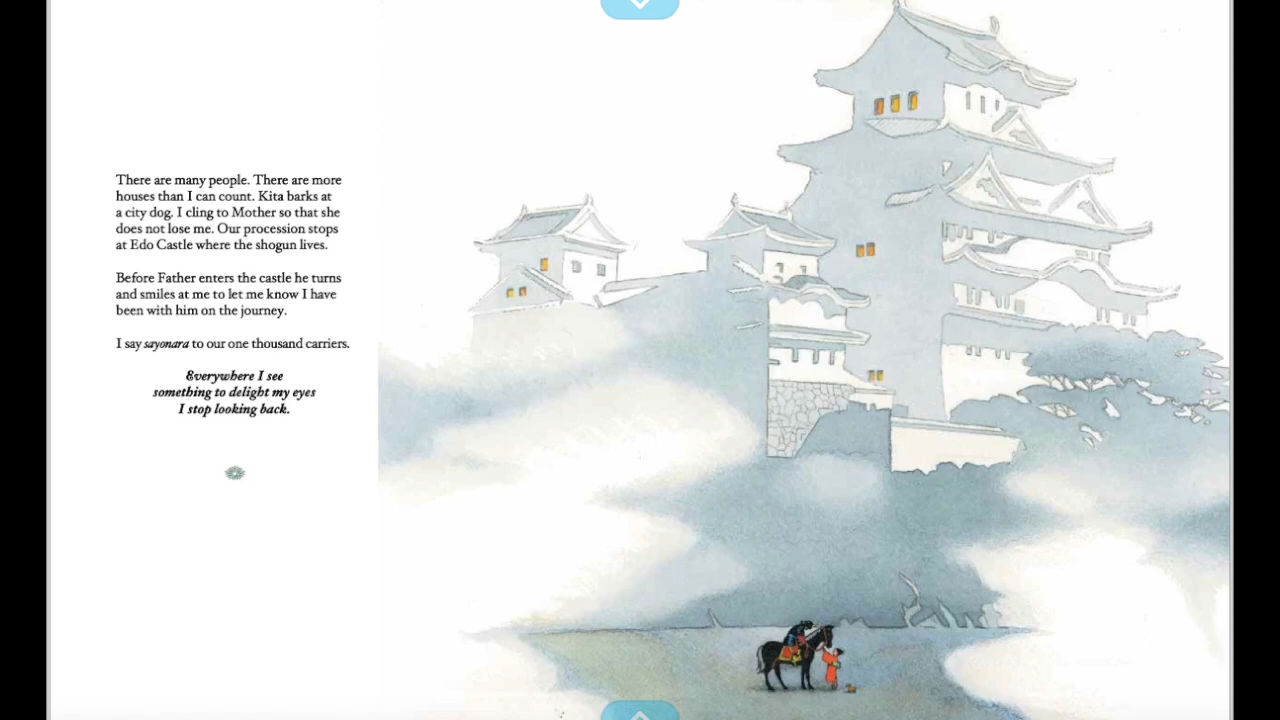 There are many people. There are more
houses than I can count. Kita barks at
a city dog. I cling to Mother so that she
does not lose me. Our procession stops
at Edo Castle where the shogun lives.
Before Father enters the castle he turns
and smiles at me to let me know I have
been with him on the journey.
I say sayonara to our one thousand carriers.
Everywhere I see
something to delight my eyes
I stop looking back.